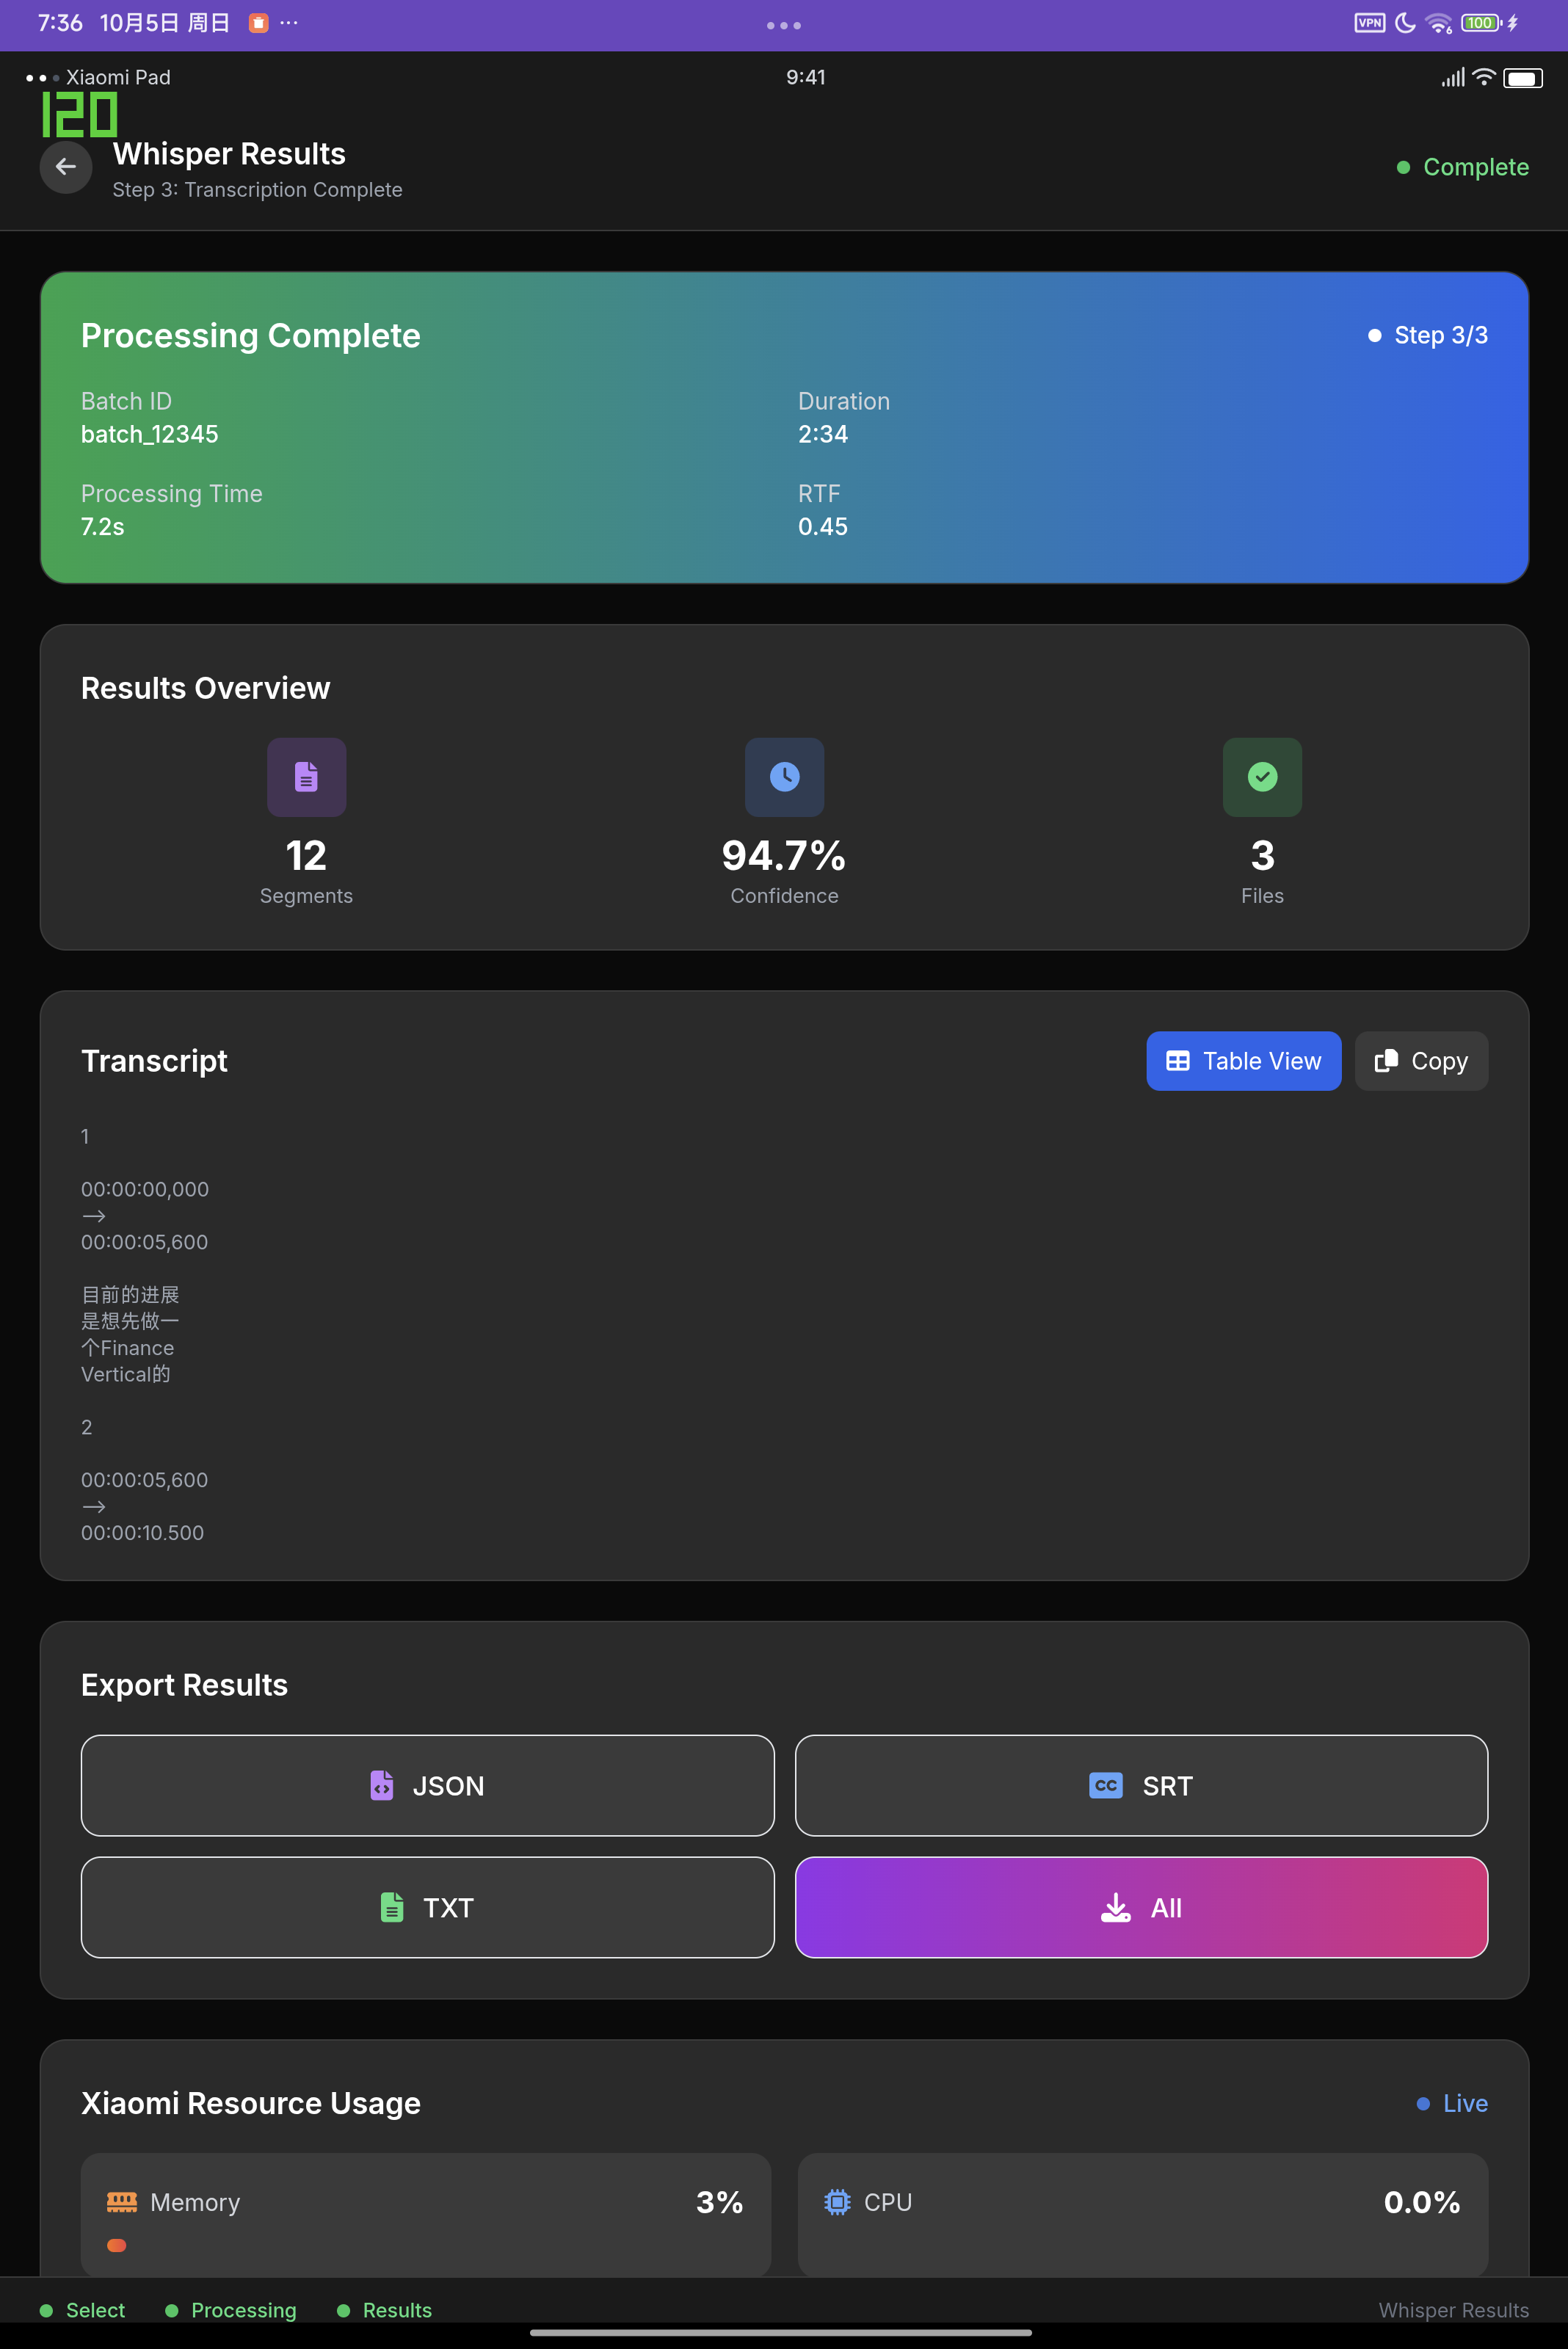 7:36 10月5日 周日 ...
VPN 6 100
Xiaomi Pad 9:41
120
Whisper Results
Step 3: Transcription Complete
Complete
Processing Complete
Step 3/3
Batch ID
batch_12345
Duration
2:34
Processing Time
7.2s
RTF
0.45
Results Overview
12
Segments
94.7%
Confidence
3
Files
Transcript
Table View
Copy
1
00:00:00,000
-->
00:00:05,600
目前的进展
是想先做一
个Finance
Vertical的
2
00:00:05,600
-->
00:00:10.500
Export Results
JSON
CC SRT
TXT
All
Xiaomi Resource Usage
Live
Memory 3%
CPU 0.0%
Select Processing Results
Whisper Results